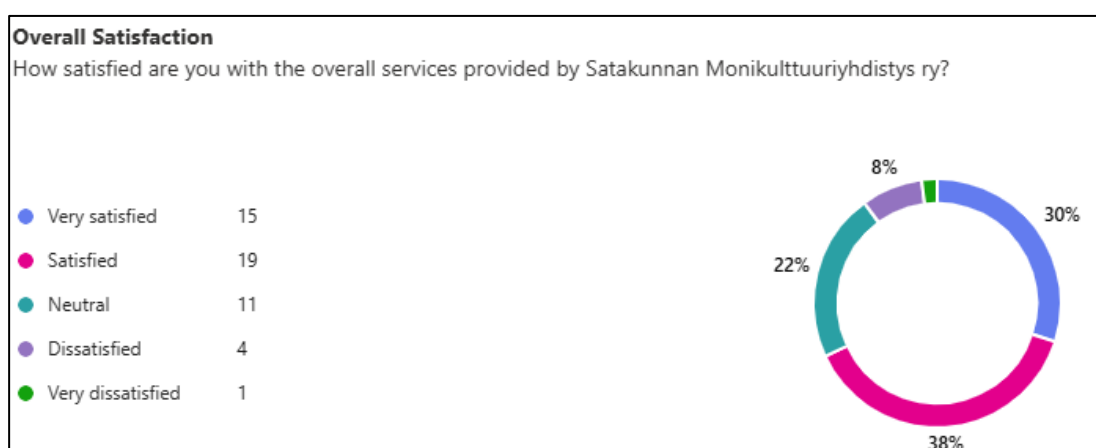 Overall Satisfaction
How satisfied are you with the overall services provided by Satakunnan Monikulttuuriyhdistys ry?
8%
Very satisfied 15
30%
Satisfied 19
22%
Neutral 11
Dissatisfied 4
Very dissatisfied 1
38%